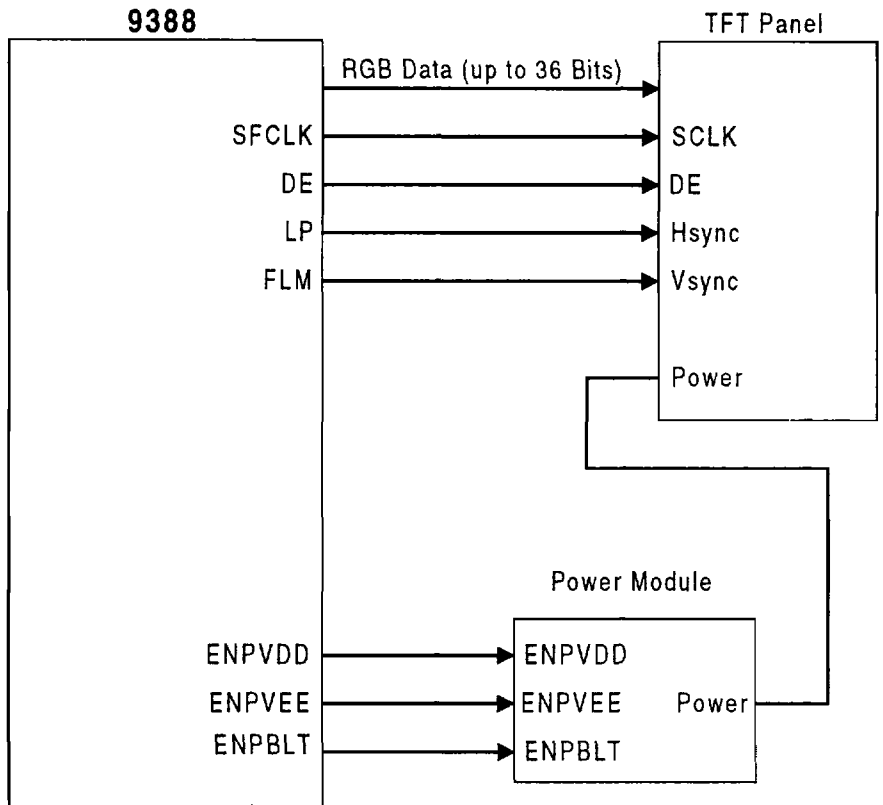 9388
TFT Panel
RGB Data (up to 36 Bits)
SFCLK
SCLK
DE
DE
LP
Hsync
FLM
Vsync
Power
Power Module
ENPVDD
ENPVDD
ENPVEE
ENPVEE
Power
ENPBLT
ENPBLT